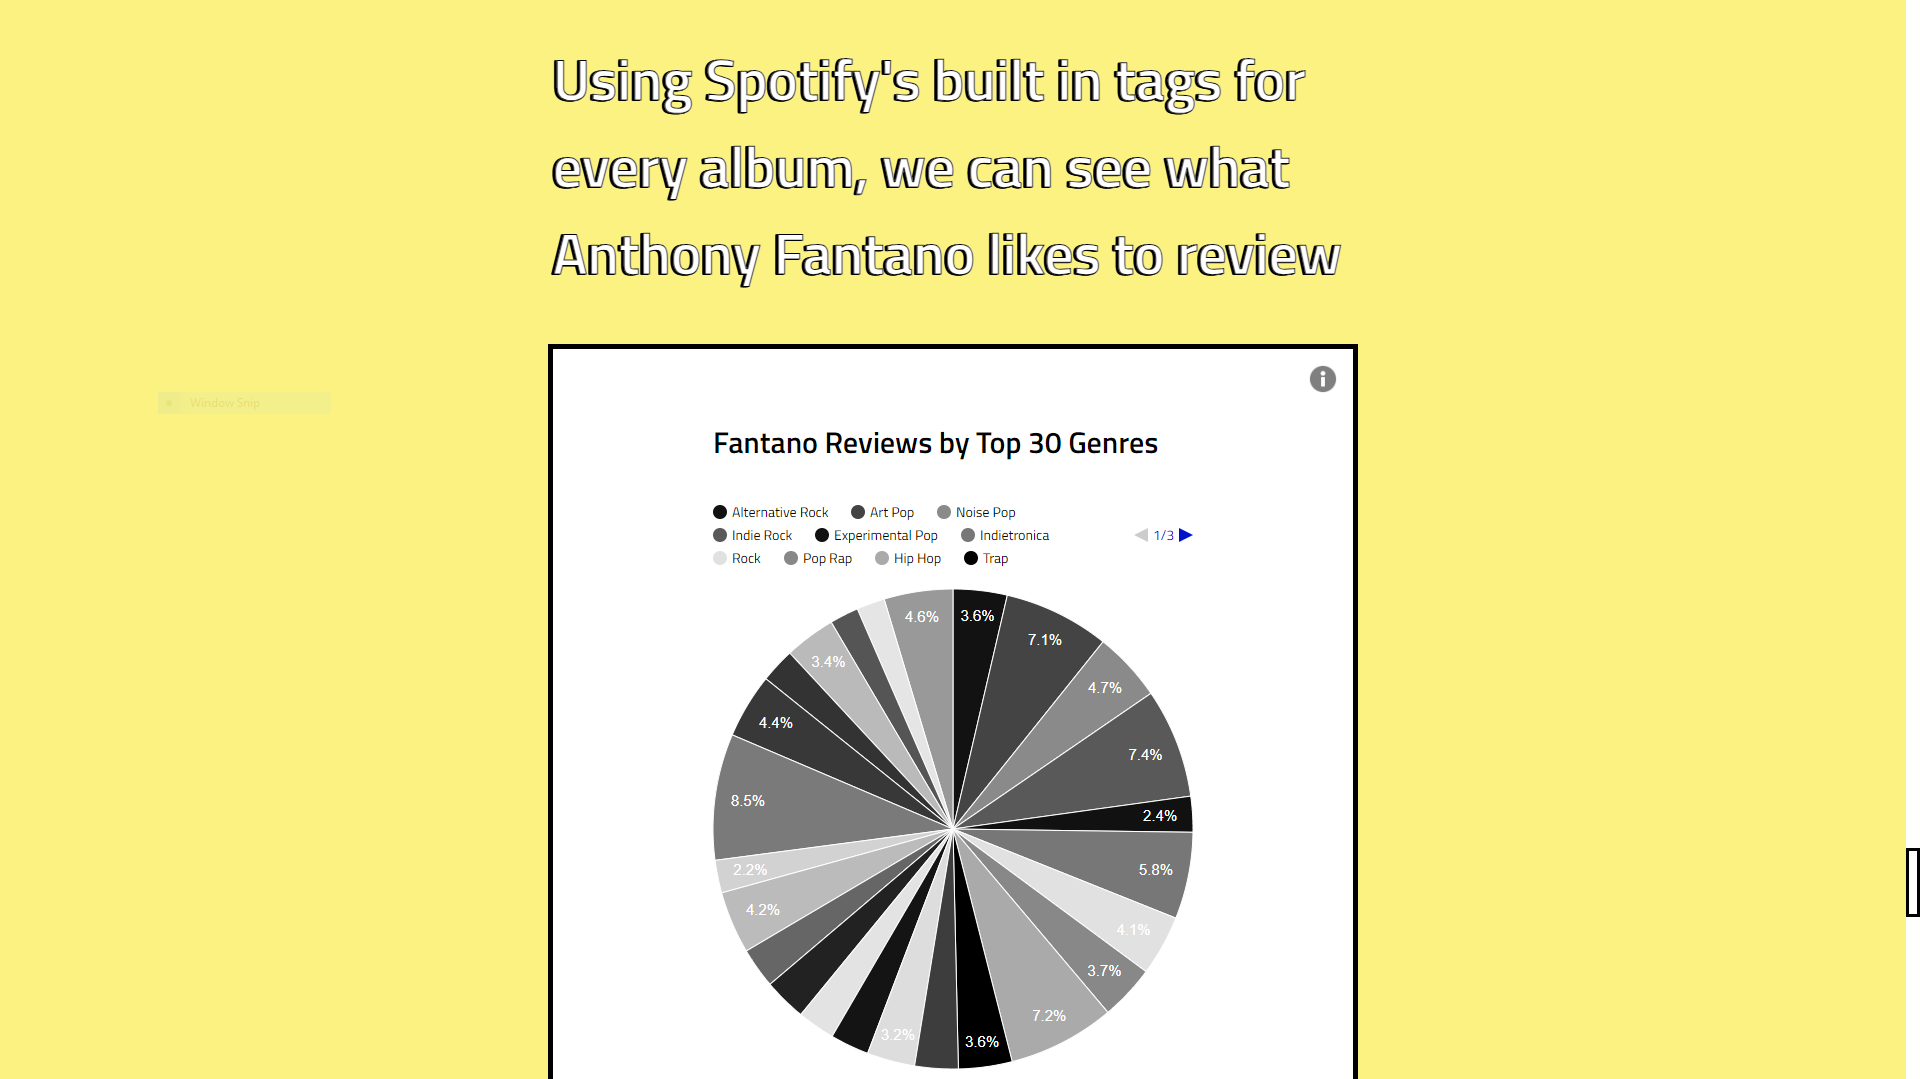 Using Spotify's built in tags for
every album, we can see what
Anthony Fantano likes to review
Window Snip
Fantano Reviews by Top 30 Genres
Alternative Rock Art Pop Noise Pop
Indie Rock Experimental Pop Indietronica 1/3
Rock Pop Rap Hip Hop Trap
4.6% 3.6%
7.1%
3.4%
4.7%
4.4%
7.4%
8.5%
2.4%
2.2% 5.8%
4.2%
4.1%
3.7%
7.2%
3.2%
3.6%